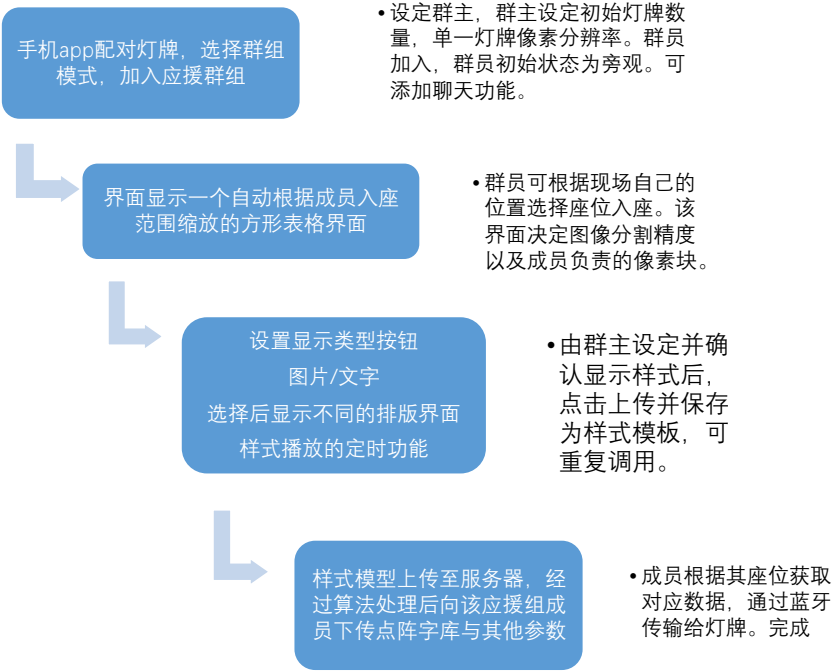 手机app配对灯牌，选择群组
模式，加入应援群组
•设定群主，群主设定初始灯牌数
量，单一灯牌像素分辨率。群员
加入，群员初始状态为旁观。可
添加聊天功能。
界面显示一个自动根据成员入座
范围缩放的方形表格界面
•群员可根据现场自己的
位置选择座位入座。该
界面决定图像分割精度
以及成员负责的像素块。
设置显示类型按钮
图片/文字
选择后显示不同的排版界面
样式播放的定时功能
•由群主设定并确
认显示样式后，
点击上传并保存
为样式模板，可
重复调用。
样式模型上传至服务器，经
过算法处理后向该应援组成
员下传点阵字库与其他参数
•成员根据其座位获取
对应数据，通过蓝牙
传输给灯牌。完成